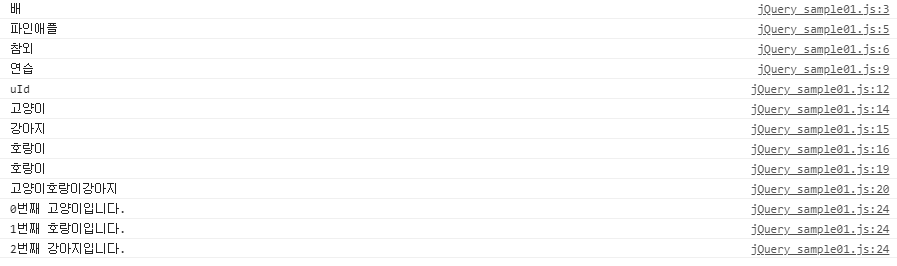 배 jQuery_sample01.js:3
파인애플 jQuery_sample01.js:5
참외 jQuery_sample01.js:6
연습 jQuery_sample01.js:9
uId jQuery_sample01.js:12
고양이 jQuery_sample01.js:14
강아지 jQuery_sample01.js:15
호랑이 jQuery_sample01.js:16
호랑이 jQuery_sample01.js:19
고양이호랑이강아지 jQuery_sample01.js:20
0번째 고양이입니다. jQuery_sample01.js:24
1번째 호랑이입니다. jQuery_sample01.js:24
2번째 강아지입니다. jQuery_sample01.js:24